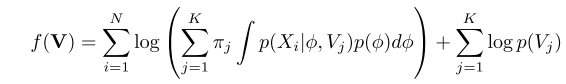 f(𝐕) = ∑_{i=1}^{N} log ( ∑_{j=1}^{K} π_j ∫ p(X_i|ϕ, V_j)p(ϕ)dϕ ) + ∑_{j=1}^{K} log p(V_j)